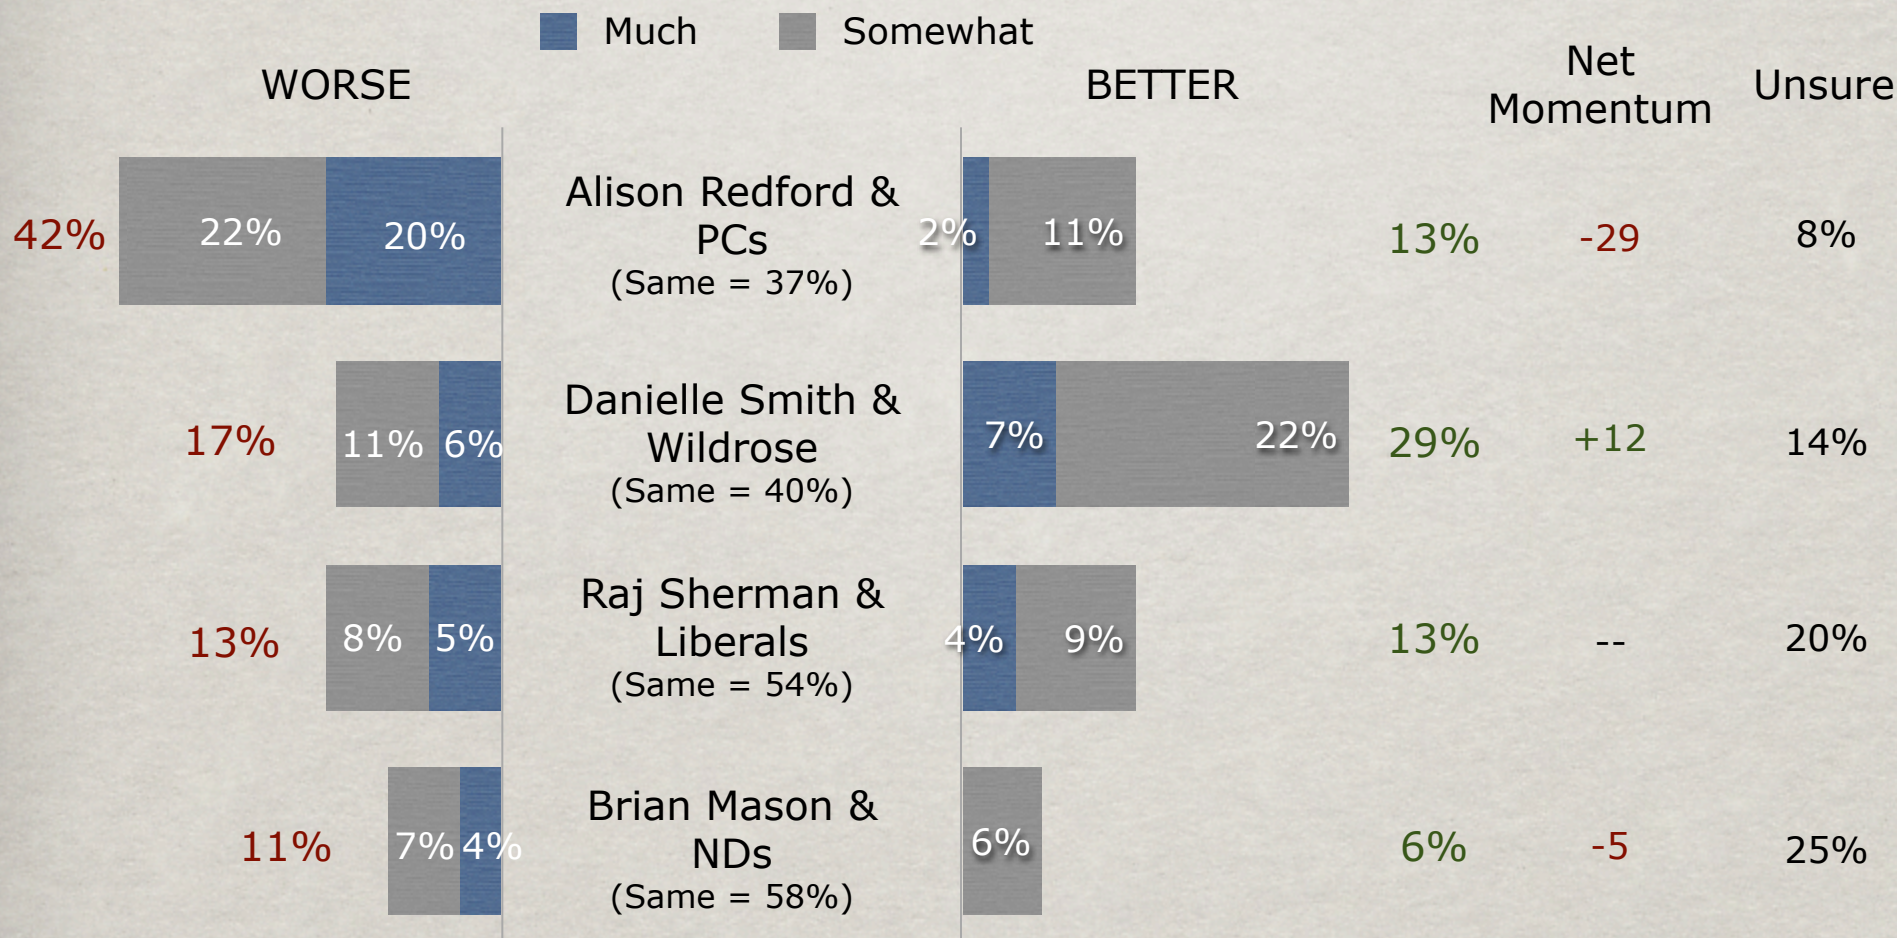 Much Somewhat
WORSE BETTER Net Momentum Unsure
Alison Redford &
42% 22% 20% PCs 2% 11% 13% -29 8%
(Same = 37%)
Danielle Smith &
17% 11% 6% Wildrose 7% 22% 29% +12 14%
(Same = 40%)
Raj Sherman &
13% 8% 5% Liberals 4% 9% 13% -- 20%
(Same = 54%)
Brian Mason &
11% 7% 4% NDs 6% 6% -5 25%
(Same = 58%)